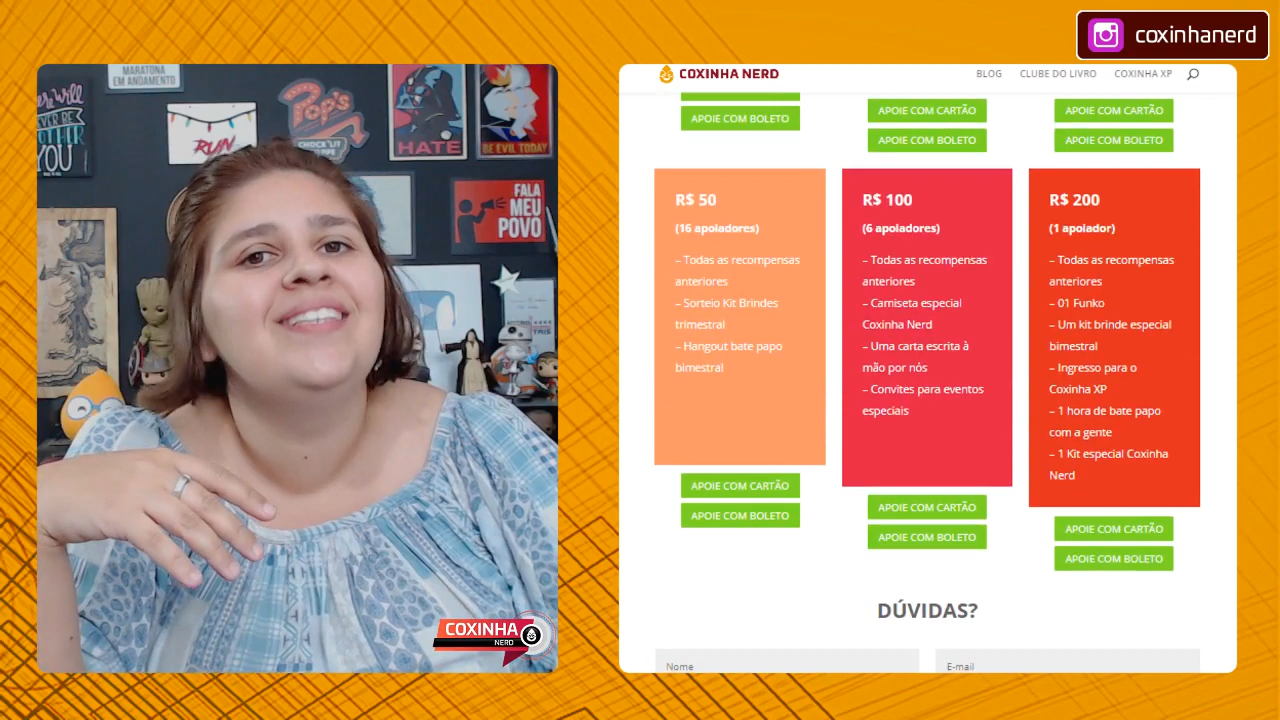 coxinhanerd
MARATONA
EM ANDAMENTO
RUN
Pop's
CHOCK'LIT
HATE
BE EVIL TODAY
FALA
MEU
POVO
COXINHA
NERD
COXINHA NERD
BLOG
CLUBE DO LIVRO
COXINHA XP
APOIE COM BOLETO
APOIE COM CARTÃO
APOIE COM BOLETO
APOIE COM CARTÃO
APOIE COM BOLETO
R$ 50
(16 apoiadores)
– Todas as recompensas
anteriores
– Sorteio Kit Brindes
trimestral
– Hangout bate papo
bimestral
APOIE COM CARTÃO
APOIE COM BOLETO
R$ 100
(6 apoiadores)
– Todas as recompensas
anteriores
– Camiseta especial
Coxinha Nerd
– Uma carta escrita à
mão por nós
– Convites para eventos
especiais
APOIE COM CARTÃO
APOIE COM BOLETO
R$ 200
(1 apoiador)
– Todas as recompensas
anteriores
– 01 Funko
– Um kit brinde especial
bimestral
– Ingresso para o
Coxinha XP
– 1 hora de bate papo
com a gente
– 1 Kit especial Coxinha
Nerd
APOIE COM CARTÃO
APOIE COM BOLETO
DÚVIDAS?
Nome
E-mail